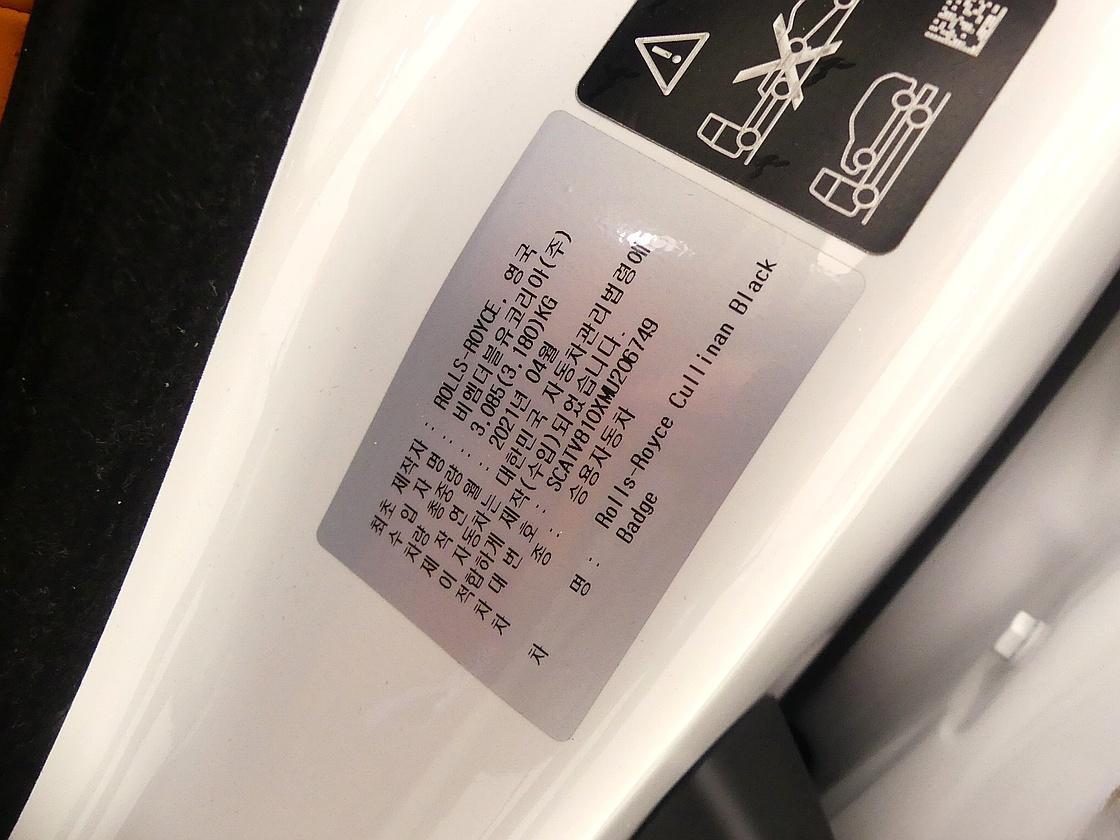 최초 제작자 : ROLLS-ROYCE, 영국
수 입 자 명 : 비엠더블유코리아(주)
차량 총중량 : 3,085(3,180)KG
제 작 연 월 : 2021년 04월
이 자동차는 대한민국 자동차관리법령에
적합하게 제작(수입)되었습니다.
차 대 번 호 : SCATV810XMU206749
차 종 : 승용자동차
차 명 : Rolls-Royce Cullinan Black
Badge